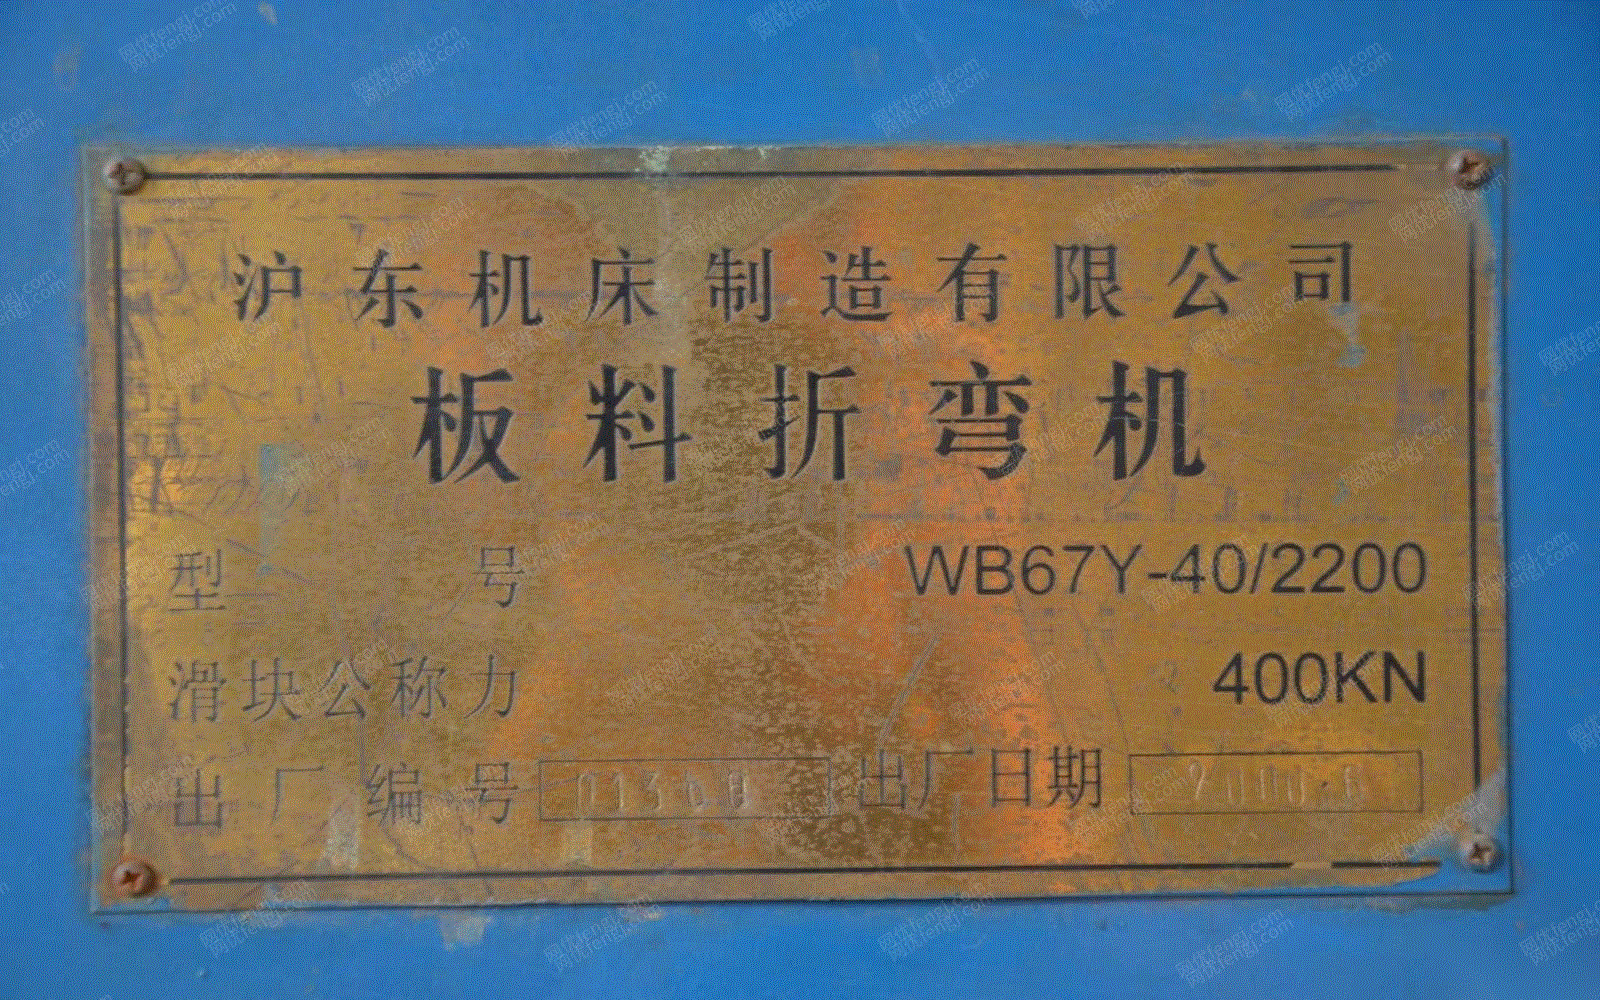 沪东机床制造有限公司
板料折弯机
型号 WB67Y-40/2200
滑块公称力 400KN
出厂编号 出厂日期